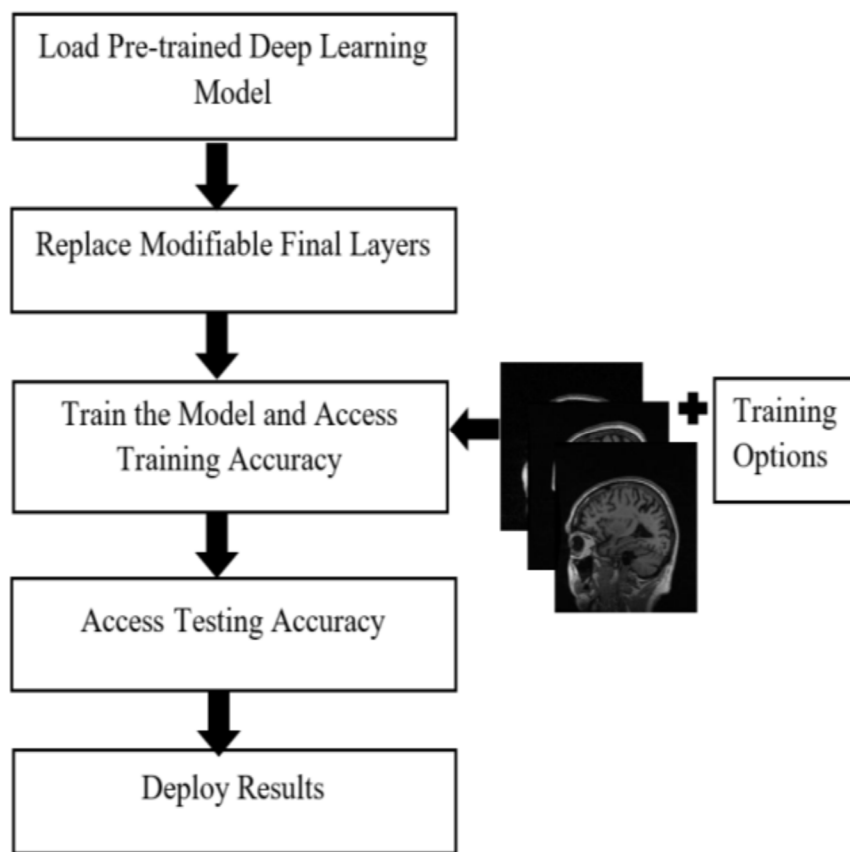 Load Pre-trained Deep Learning
Model
Replace Modifiable Final Layers
Train the Model and Access
Training Accuracy
Training
Options
Access Testing Accuracy
Deploy Results